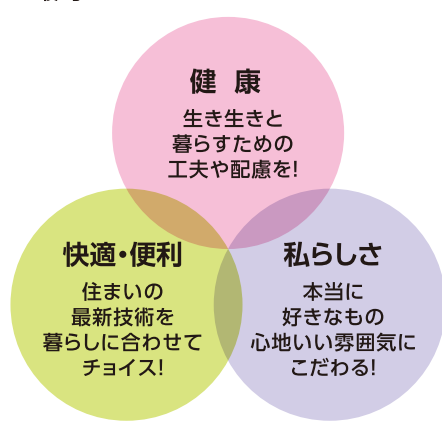 健 康
生き生きと
暮らすための
工夫や配慮を!
快適・便利
住まいの
最新技術を
暮らしに合わせて
チョイス!
私らしさ
本当に
好きなもの
心地いい雰囲気に
こだわる!